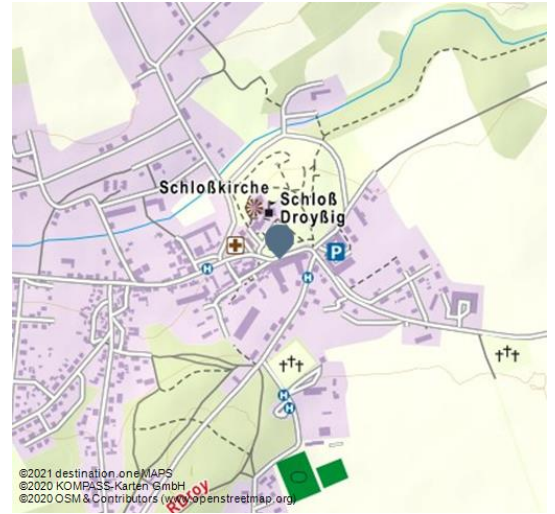 Schloßkirche
Schloß
Droyßig
H
P
H
H
H
©2021 destination.one MAPS
©2020 KOMPASS-Karten GmbH
©2020 OSM & Contributors (www.openstreetmap.org)